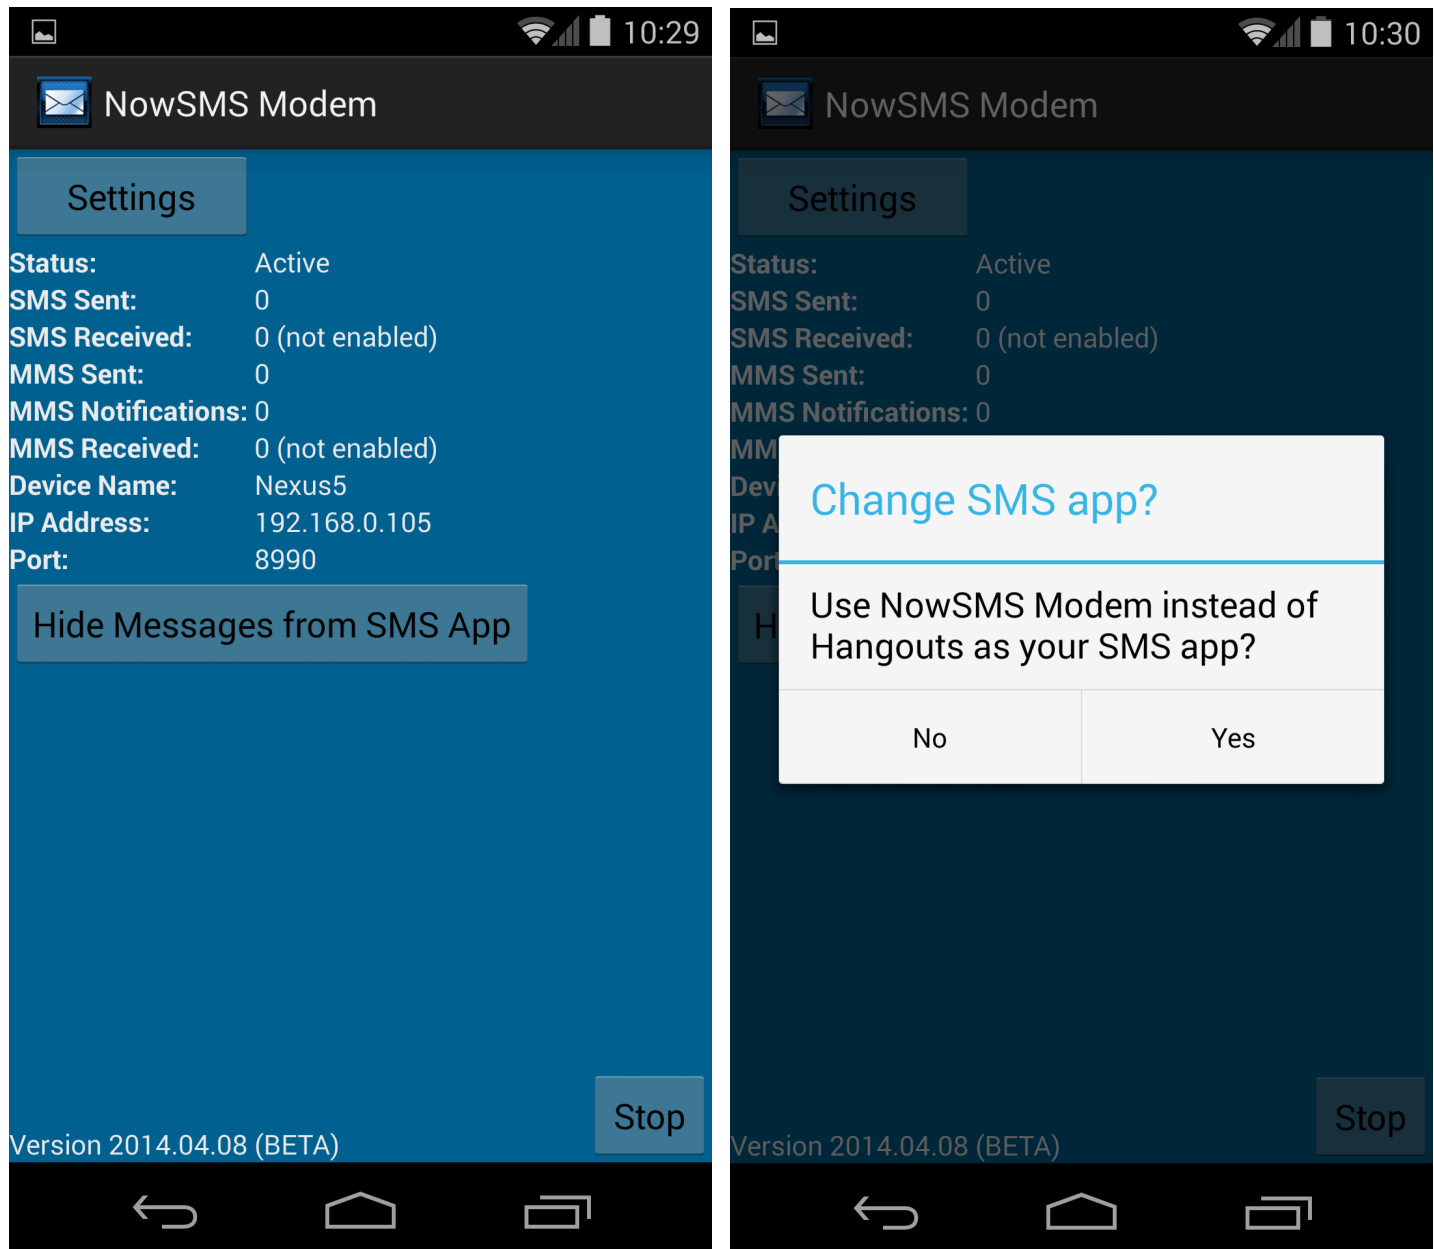 10:29
NowSMS Modem
Settings
Status: Active
SMS Sent: 0
SMS Received: 0 (not enabled)
MMS Sent: 0
MMS Notifications: 0
MMS Received: 0 (not enabled)
Device Name: Nexus5
IP Address: 192.168.0.105
Port: 8990
Hide Messages from SMS App
Stop
Version 2014.04.08 (BETA)
10:30
NowSMS Modem
Settings
Status: Active
SMS Sent: 0
SMS Received: 0 (not enabled)
MMS Sent: 0
MMS Notifications: 0
MM
Devi
IP A
Port
H
Change SMS app?
Use NowSMS Modem instead of
Hangouts as your SMS app?
No Yes
Stop
Version 2014.04.08 (BETA)